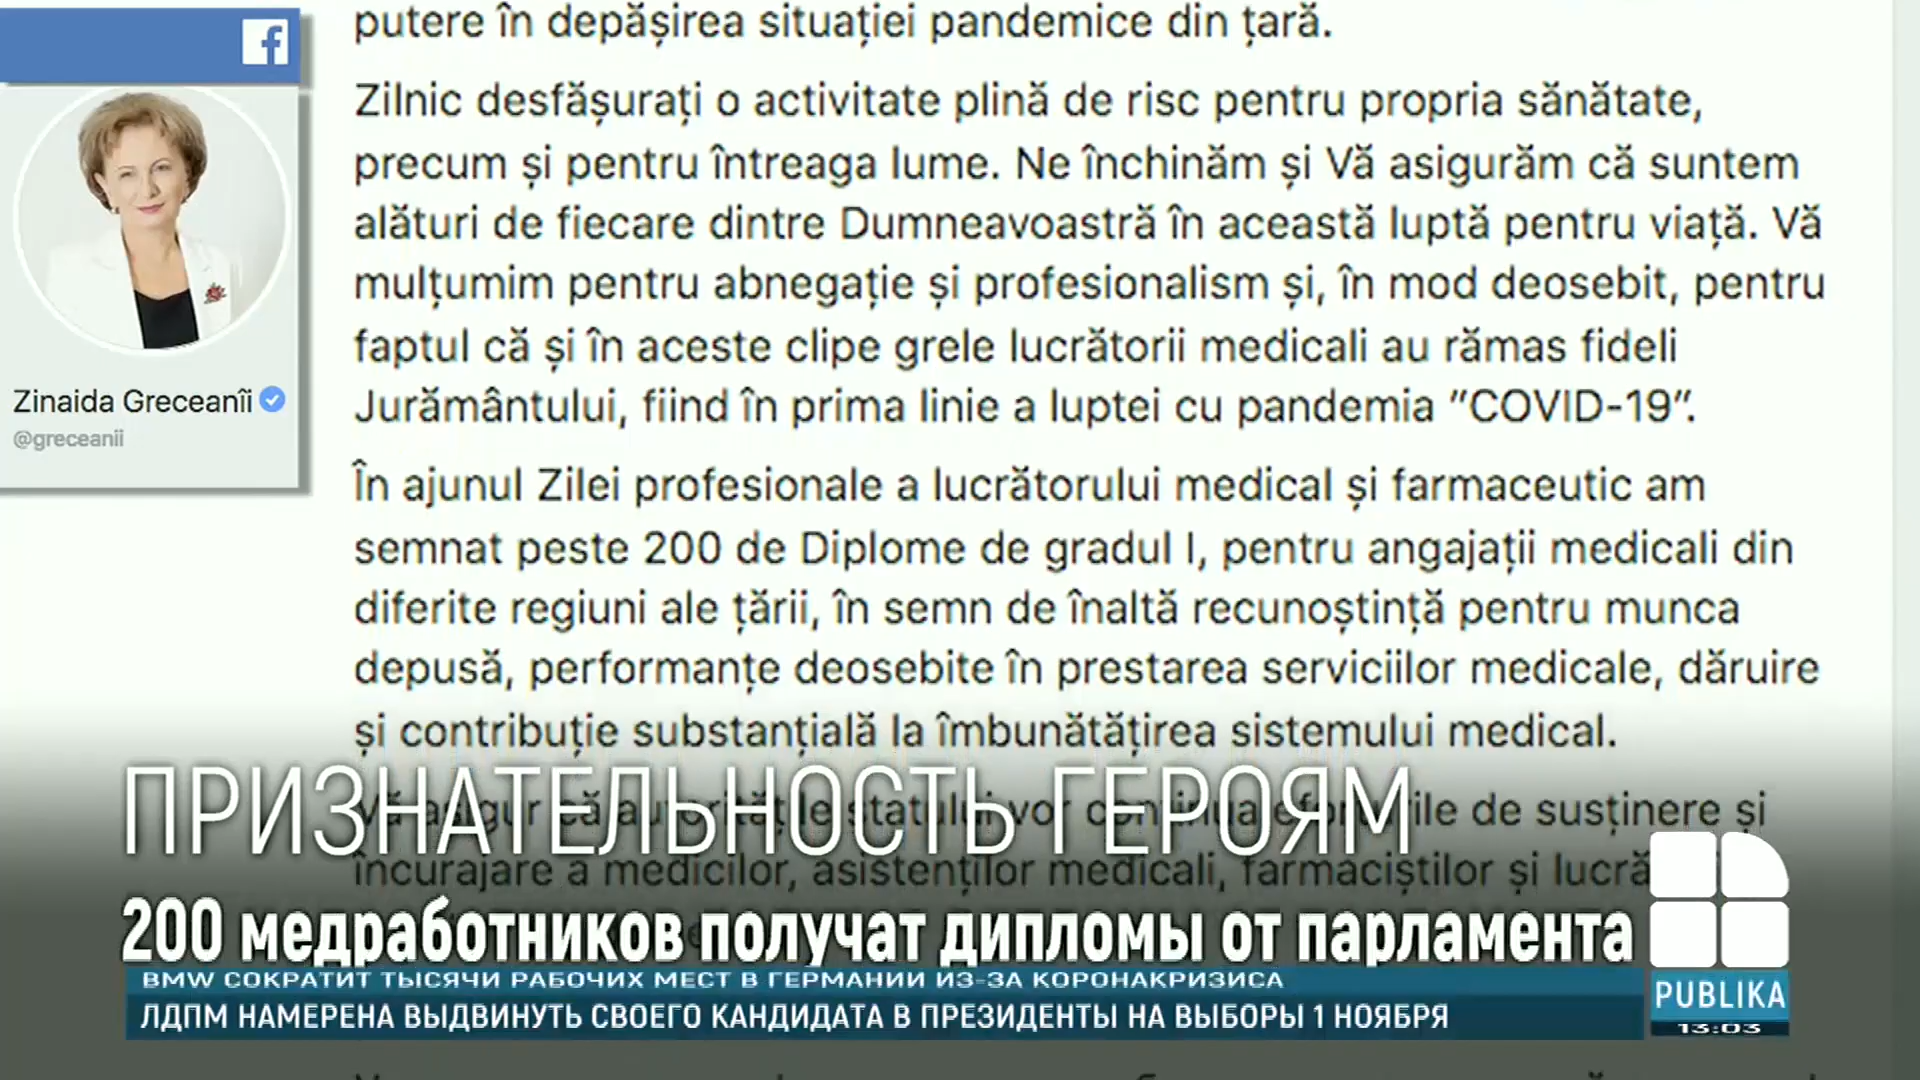 putere în depășirea situației pandemice din țară.
Zilnic desfășurați o activitate plină de risc pentru propria sănătate,
precum și pentru întreaga lume. Ne închinăm și Vă asigurăm că suntem
alături de fiecare dintre Dumneavoastră în această luptă pentru viață. Vă
mulțumim pentru abnegație și profesionalism și, în mod deosebit, pentru
faptul că și în aceste clipe grele lucrătorii medicali au rămas fideli
Jurământului, fiind în prima linie a luptei cu pandemia ”COVID-19”.
Zinaida Greceanîi
@greceanii
În ajunul Zilei profesionale a lucrătorului medical și farmaceutic am
semnat peste 200 de Diplome de gradul I, pentru angajații medicali din
diferite regiuni ale țării, în semn de înaltă recunoștință pentru munca
depusă, performanțe deosebite în prestarea serviciilor medicale, dăruire
și contribuție substanțială la îmbunătățirea sistemului medical.
Vă asigur că autoritățile statului vor continua eforturile de susținere și
încurajare a medicilor, asistenților medicali, farmaciștilor și
ПРИЗНАТЕЛЬНОСТЬ ГЕРОЯМ
200 медработников получат дипломы от парламента
BMW СОКРАТИТ ТЫСЯЧИ РАБОЧИХ МЕСТ В ГЕРМАНИИ ИЗ-ЗА КОРОНАКРИЗИСА
ЛДПМ НАМЕРЕНА ВЫДВИНУТЬ СВОЕГО КАНДИДАТА В ПРЕЗИДЕНТЫ НА ВЫБОРЫ 1 НОЯБРЯ
PUBLIKA
13:03